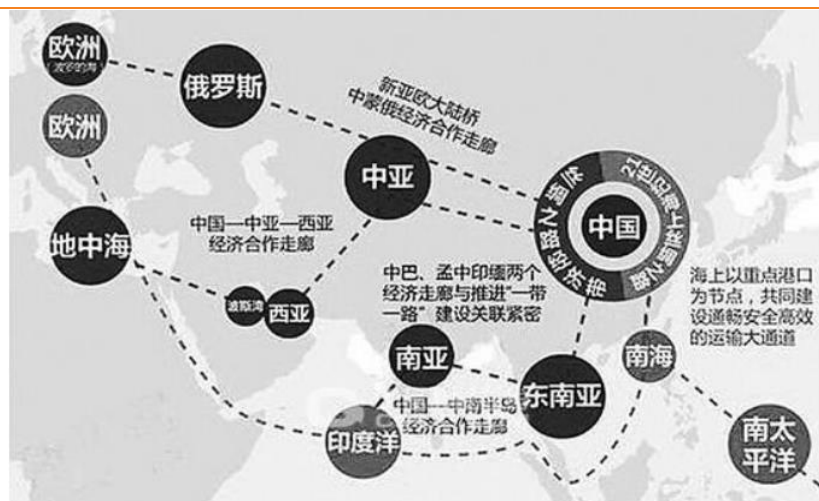 欧洲
（波罗的海）
俄罗斯
欧洲
新亚欧大陆桥
中蒙俄经济合作走廊
中亚
丝绸之路经济带
21世纪海上丝绸之路
中国
地中海
中国—中亚—西亚
经济合作走廊
波斯湾
西亚
中巴、孟中印缅两个
经济走廊与推进“一带
一路”建设关联紧密
海上以重点港口
为节点，共同建
设通畅安全高效
的运输大通道
南亚
南海
东南亚
中国—中南半岛
经济合作走廊
印度洋
南太
平洋